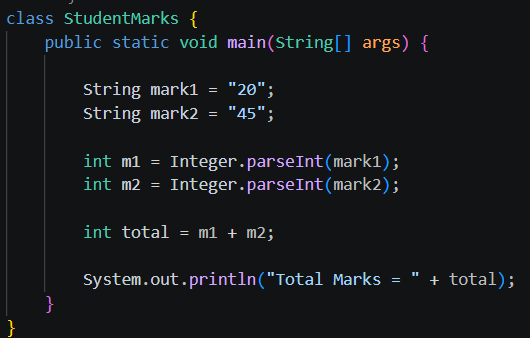 class StudentMarks {
    public static void main(String[] args) {

        String mark1 = "20";
        String mark2 = "45";

        int m1 = Integer.parseInt(mark1);
        int m2 = Integer.parseInt(mark2);

        int total = m1 + m2;

        System.out.println("Total Marks = " + total);
    }
}